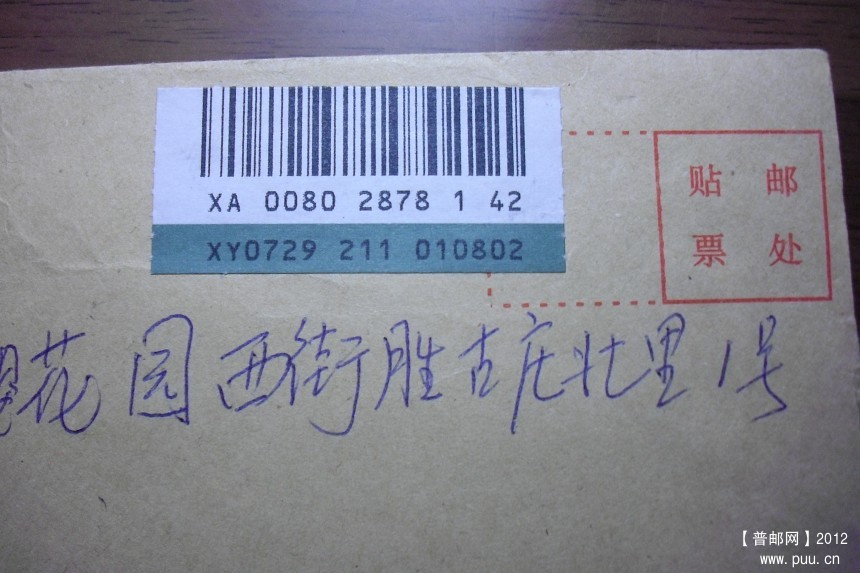 XA 0080 2878 1 42
XY0729 211 010802
贴 邮
票 处
花园西街胜古庄北里1号
【普邮网】2012
www.puu.cn